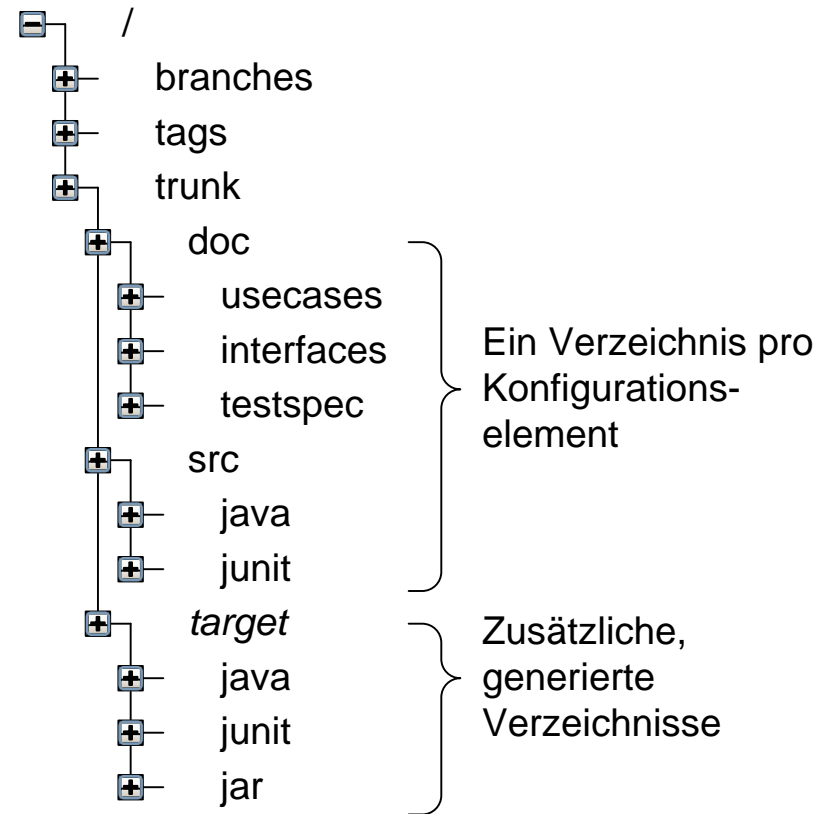 /
branches
tags
trunk
doc
usecases
interfaces
testspec
src
java
junit
target
java
junit
jar
Ein Verzeichnis pro
Konfigurations-
element
Zusätzliche,
generierte
Verzeichnisse